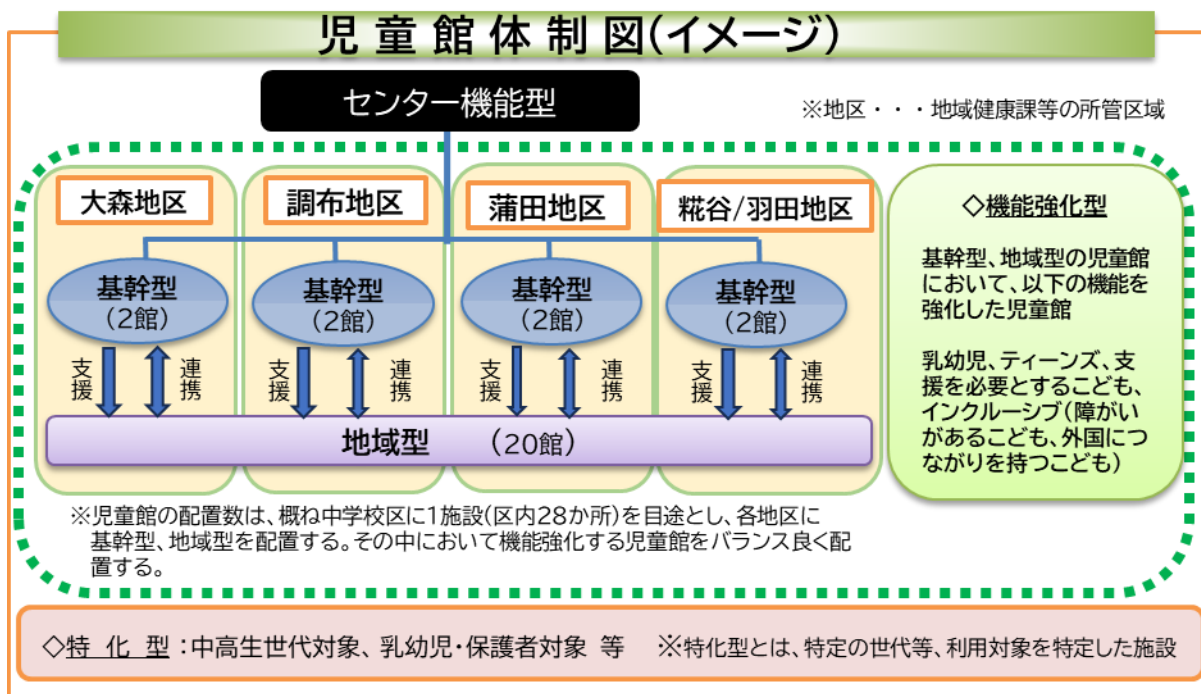 児童館体制図(イメージ)
センター機能型
※地区・・・地域健康課等の所管区域
大森地区
調布地区
蒲田地区
糀谷/羽田地区
基幹型
(2館)
基幹型
(2館)
基幹型
(2館)
基幹型
(2館)
支援
連携
支援
連携
支援
連携
支援
連携
地域型 (20館)
◇機能強化型
基幹型、地域型の児童館
において、以下の機能を
強化した児童館
乳幼児、ティーンズ、支
援を必要とするこども、
インクルーシブ(障がい
があるこども、外国につ
ながりを持つこども)
※児童館の配置数は、概ね中学校区に1施設(区内28か所)を目途とし、各地区に
基幹型、地域型を配置する。その中において機能強化する児童館をバランス良く配
置する。
◇特化型:中高生世代対象、乳幼児・保護者対象 等 ※特化型とは、特定の世代等、利用対象を特定した施設